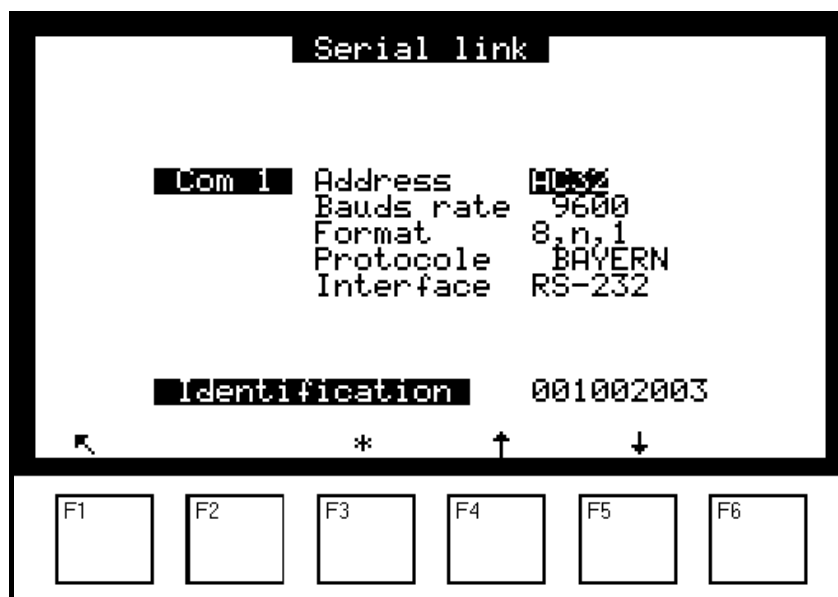 Serial link
Com 1 Address AC32
Bauds rate 9600
Format 8,n,1
Protocole BAYERN
Interface RS-232
Identification 001002003
* ↑ ↓
F1 F2 F3 F4 F5 F6